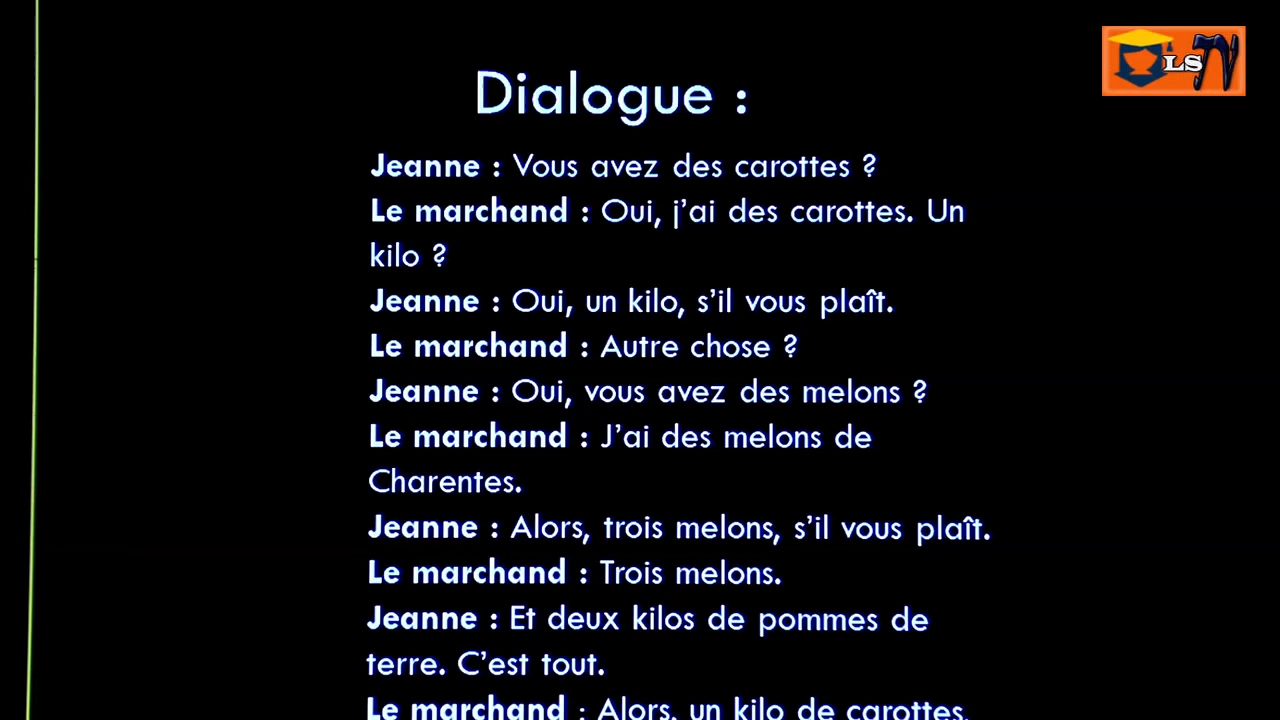 LS
Dialogue :
Jeanne : Vous avez des carottes ?
Le marchand : Oui, j'ai des carottes. Un
kilo ?
Jeanne : Oui, un kilo, s'il vous plaît.
Le marchand : Autre chose ?
Jeanne : Oui, vous avez des melons ?
Le marchand : J'ai des melons de
Charentes.
Jeanne : Alors, trois melons, s'il vous plaît.
Le marchand : Trois melons.
Jeanne : Et deux kilos de pommes de
terre. C'est tout.
Le marchand : Alors, un kilo de carottes,